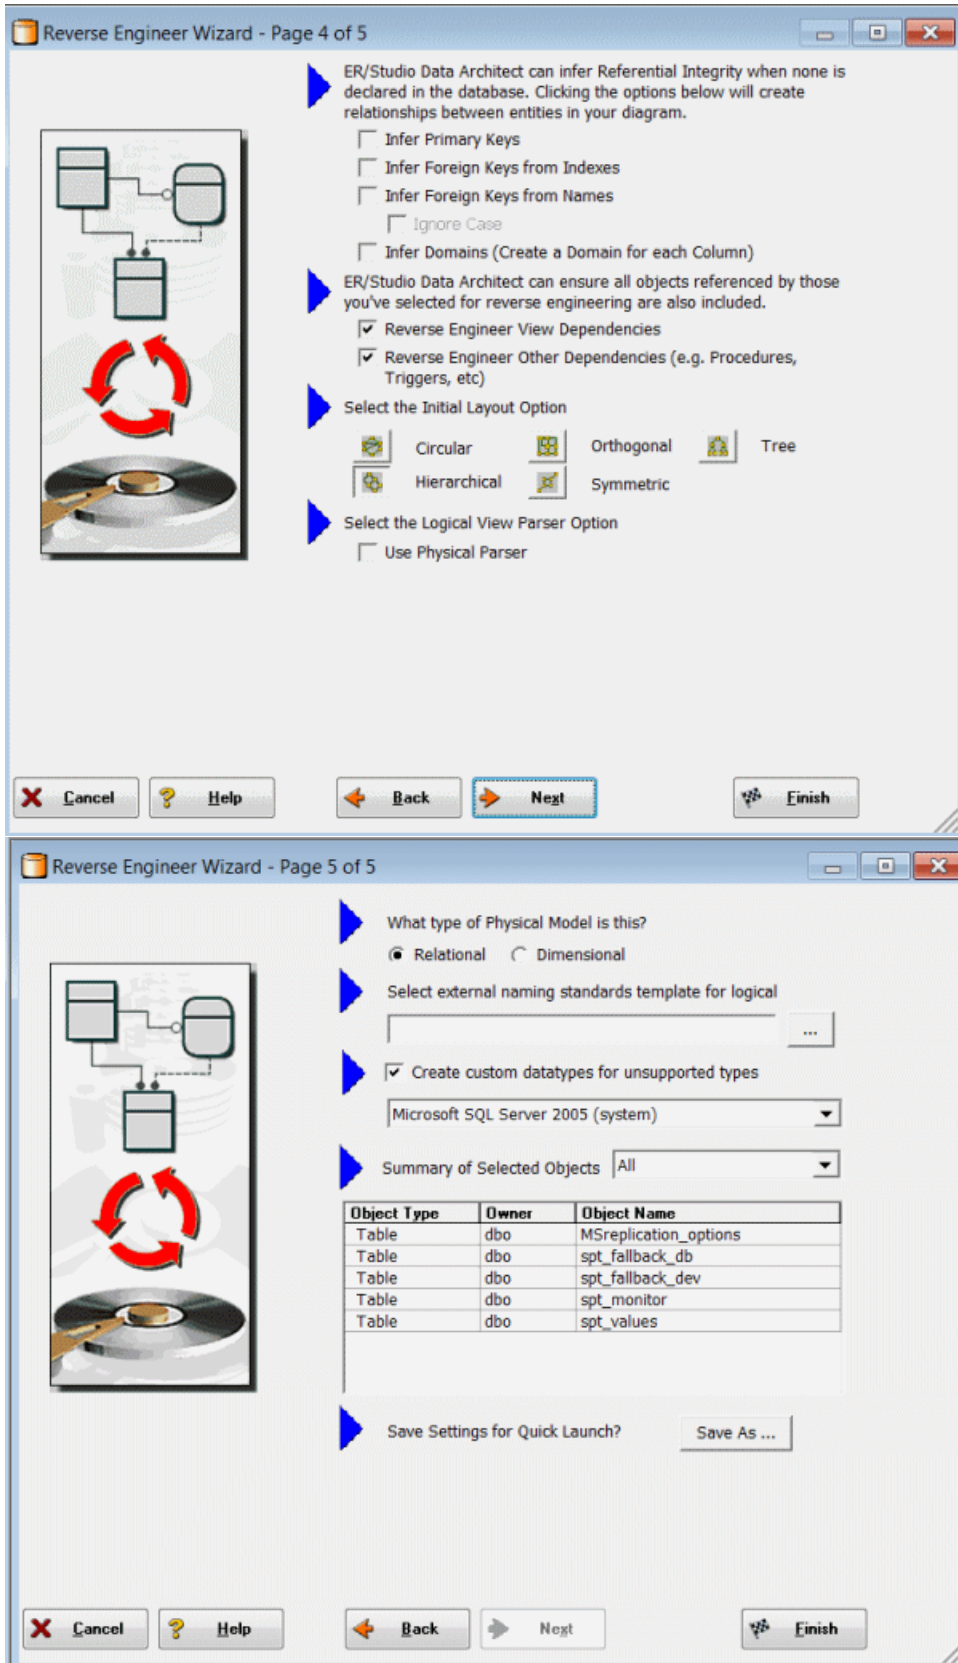 Reverse Engineer Wizard - Page 4 of 5
ER/Studio Data Architect can infer Referential Integrity when none is
declared in the database. Clicking the options below will create
relationships between entities in your diagram.
Infer Primary Keys
Infer Foreign Keys from Indexes
Infer Foreign Keys from Names
Ignore Case
Infer Domains (Create a Domain for each Column)
ER/Studio Data Architect can ensure all objects referenced by those
you've selected for reverse engineering are also included.
Reverse Engineer View Dependencies
Reverse Engineer Other Dependencies (e.g. Procedures,
Triggers, etc)
Select the Initial Layout Option
Circular Orthogonal Tree
Hierarchical Symmetric
Select the Logical View Parser Option
Use Physical Parser
Cancel Help Back Next Finish
Reverse Engineer Wizard - Page 5 of 5
What type of Physical Model is this?
Relational Dimensional
Select external naming standards template for logical
...
Create custom datatypes for unsupported types
Microsoft SQL Server 2005 (system)
Summary of Selected Objects All
Object Type Owner Object Name
Table dbo MSreplication_options
Table dbo spt_fallback_db
Table dbo spt_fallback_dev
Table dbo spt_monitor
Table dbo spt_values
Save Settings for Quick Launch? Save As ...
Cancel Help Back Next Finish